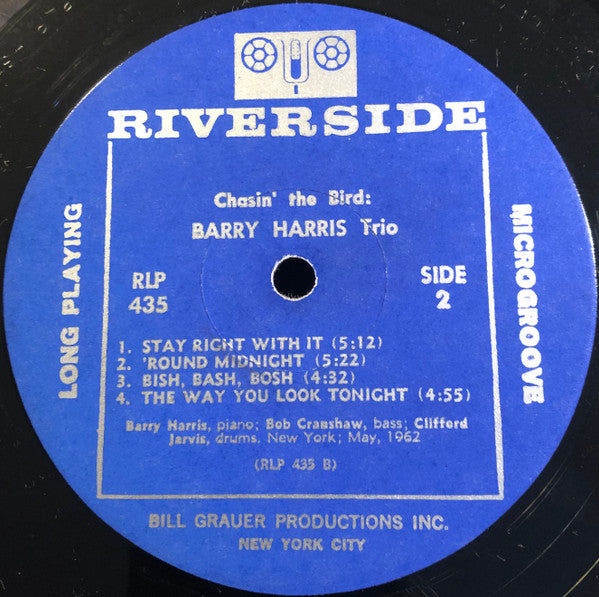 RIVERSIDE
Chasin' the Bird:
BARRY HARRIS Trio
LONG PLAYING
RLP
435
SIDE
2
MICROGROOVE
1. STAY RIGHT WITH IT (5:12)
2. 'ROUND MIDNIGHT (5:22)
3. BISH, BASH, BOSH (4:32)
4. THE WAY YOU LOOK TONIGHT (4:55)
Barry Harris, piano; Bob Cranshaw, bass; Clifford
Jarvis, drums. New York; May, 1962
(RLP 435 B)
BILL GRAUER PRODUCTIONS INC.
NEW YORK CITY